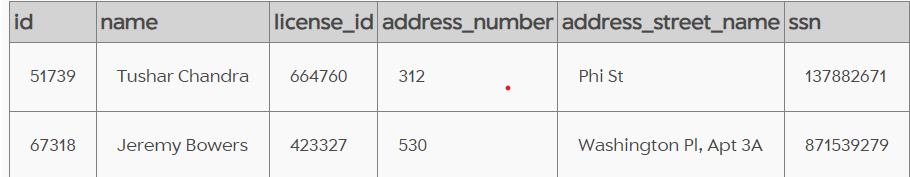 id name license_id address_number address_street_name ssn
51739 Tushar Chandra 664760 312 Phi St 137882671
67318 Jeremy Bowers 423327 530 Washington Pl, Apt 3A 871539279